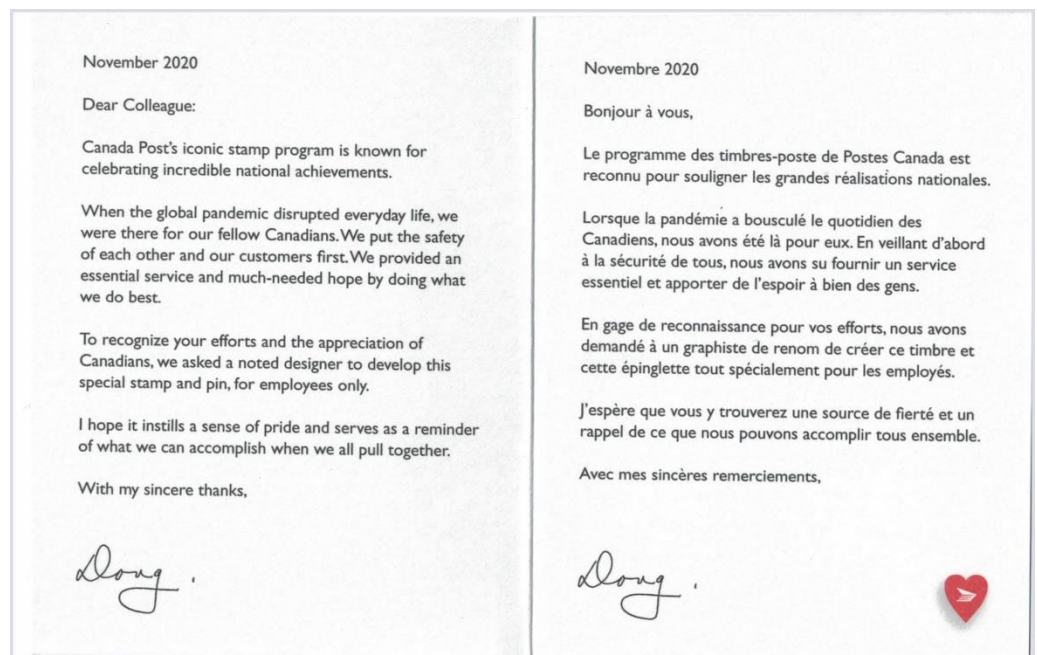 November 2020
Dear Colleague:
Canada Post's iconic stamp program is known for
celebrating incredible national achievements.
When the global pandemic disrupted everyday life, we
were there for our fellow Canadians. We put the safety
of each other and our customers first. We provided an
essential service and much-needed hope by doing what
we do best.
To recognize your efforts and the appreciation of
Canadians, we asked a noted designer to develop this
special stamp and pin, for employees only.
I hope it instills a sense of pride and serves as a reminder
of what we can accomplish when we all pull together.
With my sincere thanks,
Doug.
Novembre 2020
Bonjour à vous,
Le programme des timbres-poste de Postes Canada est
reconnu pour souligner les grandes réalisations nationales.
Lorsque la pandémie a bousculé le quotidien des
Canadiens, nous avons été là pour eux. En veillant d'abord
à la sécurité de tous, nous avons su fournir un service
essentiel et apporter de l'espoir à bien des gens.
En gage de reconnaissance pour vos efforts, nous avons
demandé à un graphiste de renom de créer ce timbre et
cette épinglette tout spécialement pour les employés.
J'espère que vous y trouverez une source de fierté et un
rappel de ce que nous pouvons accomplir tous ensemble.
Avec mes sincères remerciements,
Doug.